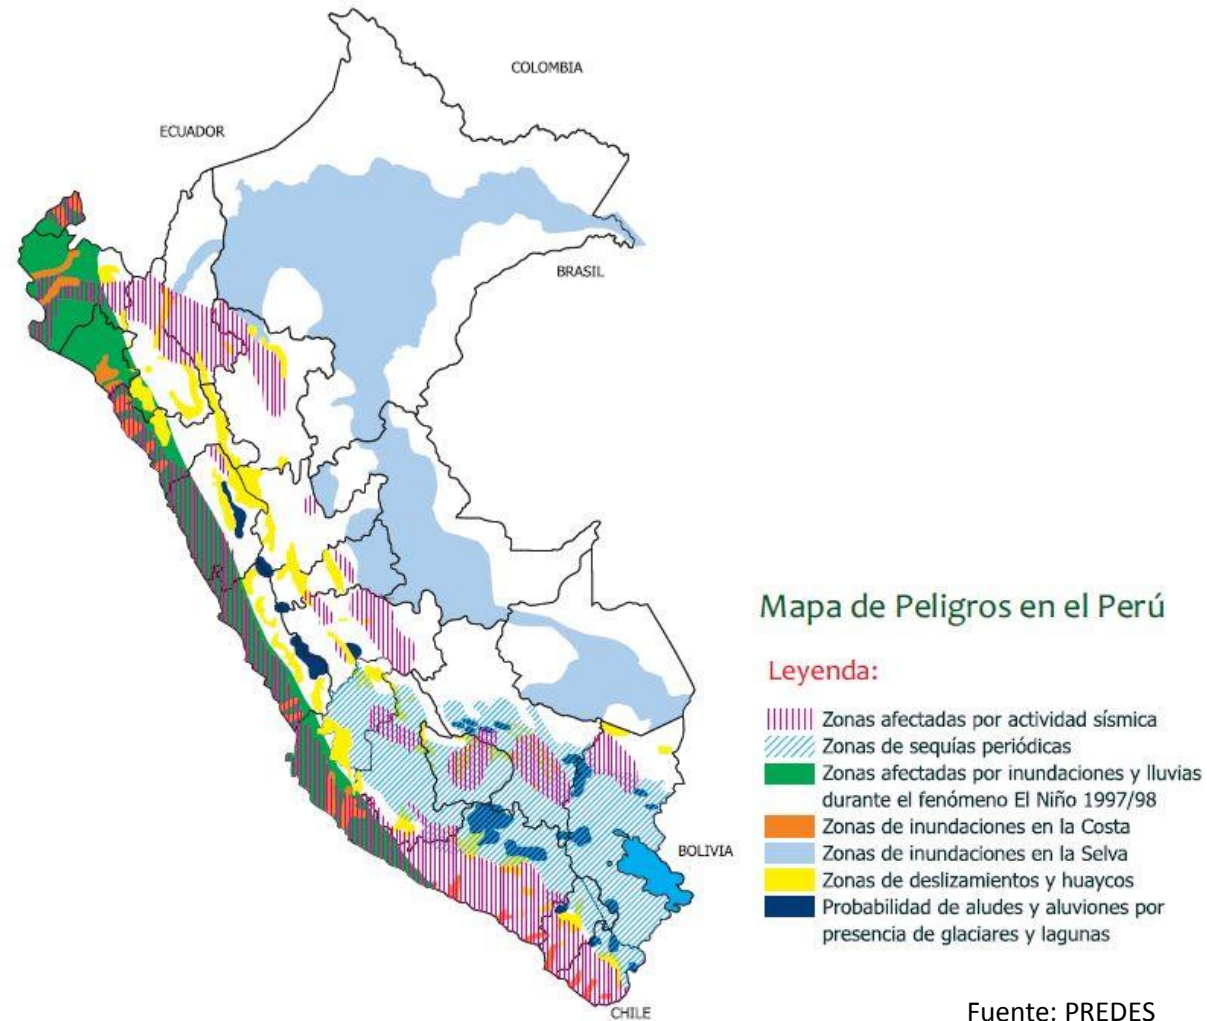 COLOMBIA
ECUADOR
BRASIL
Mapa de Peligros en el Perú
Leyenda:
Zonas afectadas por actividad sísmica
Zonas de sequías periódicas
Zonas afectadas por inundaciones y lluvias
durante el fenómeno El Niño 1997/98
Zonas de inundaciones en la Costa
BOLIVIA
Zonas de inundaciones en la Selva
Zonas de deslizamientos y huaycos
Probabilidad de aludes y aluviones por
presencia de glaciares y lagunas
CHILE
Fuente: PREDES